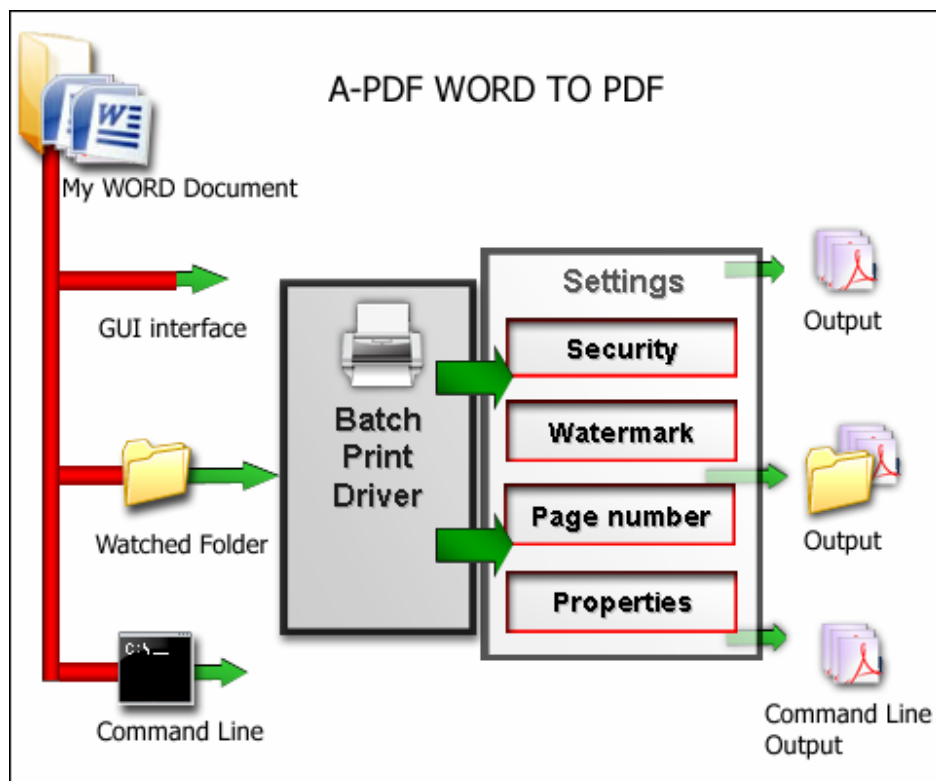 A-PDF WORD TO PDF
My WORD Document
GUI interface
Watched Folder
C:\_
Command Line
Batch
Print
Driver
Settings
Security
Watermark
Page number
Properties
Output
Output
Command Line
Output